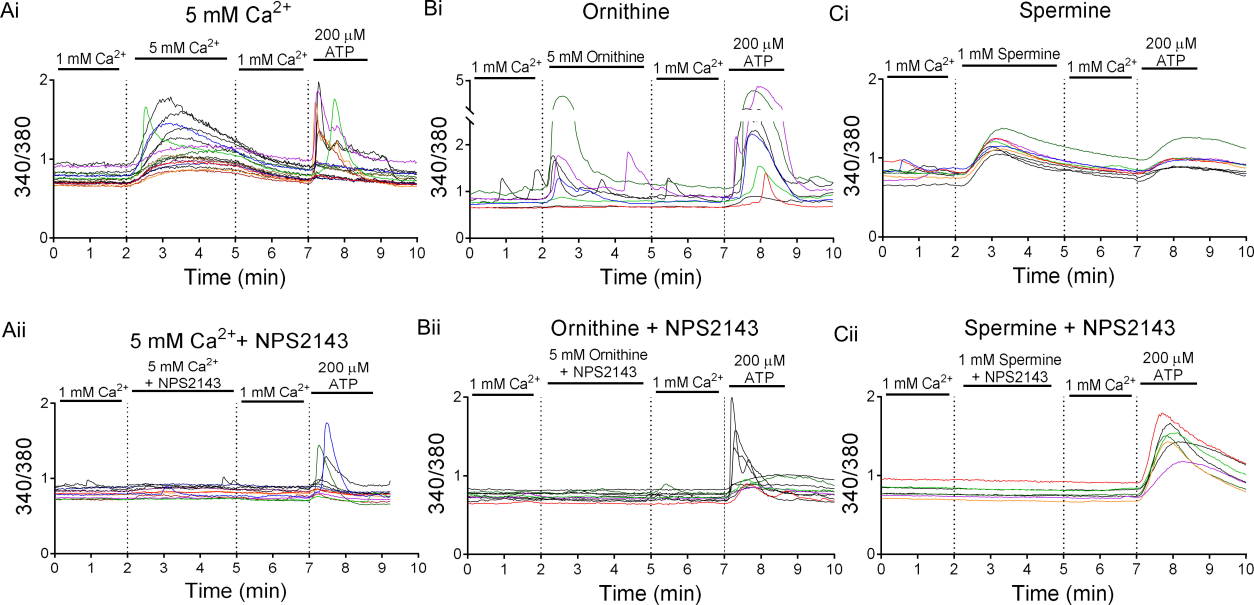 Ai
5 mM Ca²⁺
1 mM Ca²⁺
5 mM Ca²⁺
1 mM Ca²⁺
200 μM
ATP
340/380
2
1
0
0 1 2 3 4 5 6 7 8 9 10
Time (min)
Bi
Ornithine
1 mM Ca²⁺
5 mM Ornithine
1 mM Ca²⁺
200 μM
ATP
340/380
5
2
1
0
0 1 2 3 4 5 6 7 8 9 10
Time (min)
Ci
Spermine
1 mM Ca²⁺
1 mM Spermine
1 mM Ca²⁺
200 μM
ATP
340/380
2
1
0
0 1 2 3 4 5 6 7 8 9 10
Time (min)
Aii
5 mM Ca²⁺+ NPS2143
1 mM Ca²⁺
5 mM Ca²⁺
+ NPS2143
1 mM Ca²⁺
200 μM
ATP
340/380
2
1
0
0 1 2 3 4 5 6 7 8 9 10
Time (min)
Bii
Ornithine + NPS2143
1 mM Ca²⁺
5 mM Ornithine
+ NPS2143
1 mM Ca²⁺
200 μM
ATP
340/380
2
1
0
0 1 2 3 4 5 6 7 8 9 10
Time (min)
Cii
Spermine + NPS2143
1 mM Ca²⁺
1 mM Spermine
+ NPS2143
1 mM Ca²⁺
200 μM
ATP
340/380
2
1
0
0 1 2 3 4 5 6 7 8 9 10
Time (min)